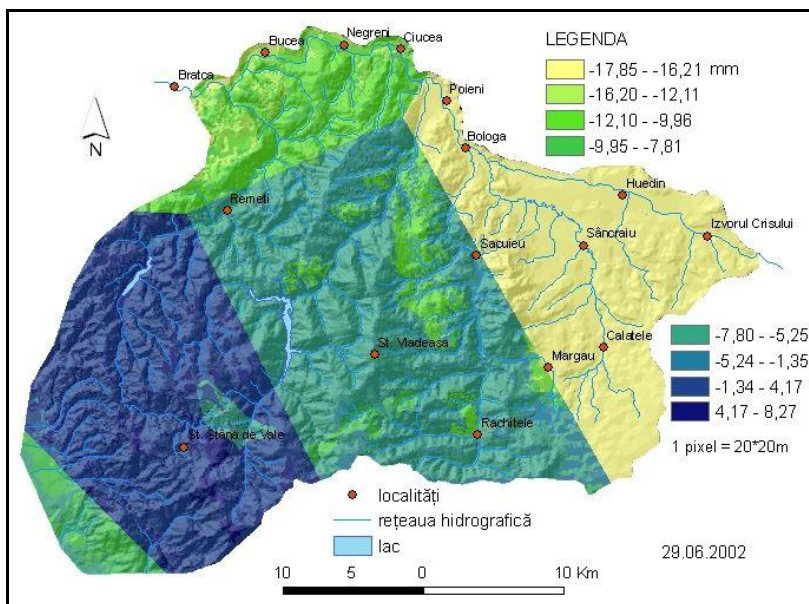 LEGENDA
-17,85 - -16,21 mm
-16,20 - -12,11
-12,10 - -9,96
-9,95 - -7,81
Negreni
Bucea
Ciucea
Bratca
Poieni
N
Bologa
Huedin
Remeti
Izvorul Crisului
Sâncraiu
Sacuieu
-7,80 - -5,25
-5,24 - -1,35
-1,34 - 4,17
4,17 - 8,27
St. Vladeasa
Calatele
Margau
Rachitele
St. Stâna de Vale
1 pixel = 20*20m
localități
rețeaua hidrografică
lac
29.06.2002
10 5 0 10 Km